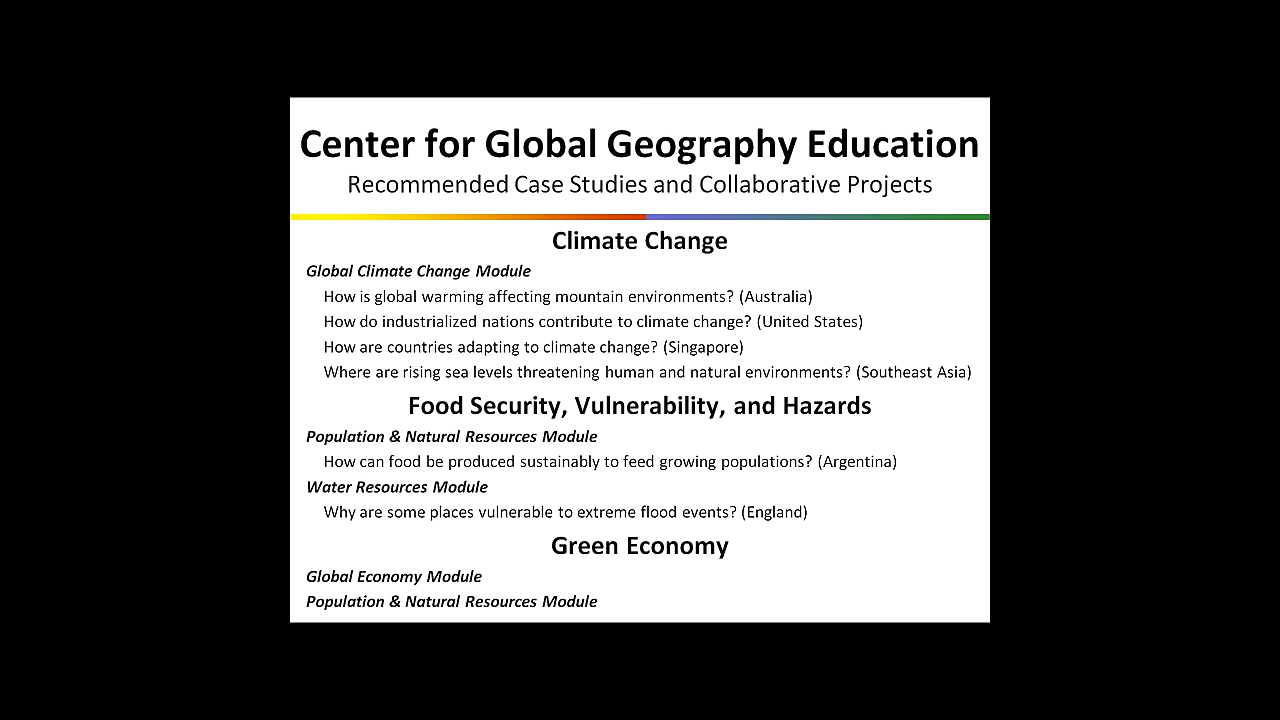 Center for Global Geography Education
Recommended Case Studies and Collaborative Projects
Climate Change
Global Climate Change Module
How is global warming affecting mountain environments? (Australia)
How do industrialized nations contribute to climate change? (United States)
How are countries adapting to climate change? (Singapore)
Where are rising sea levels threatening human and natural environments? (Southeast Asia)
Food Security, Vulnerability, and Hazards
Population & Natural Resources Module
How can food be produced sustainably to feed growing populations? (Argentina)
Water Resources Module
Why are some places vulnerable to extreme flood events? (England)
Green Economy
Global Economy Module
Population & Natural Resources Module